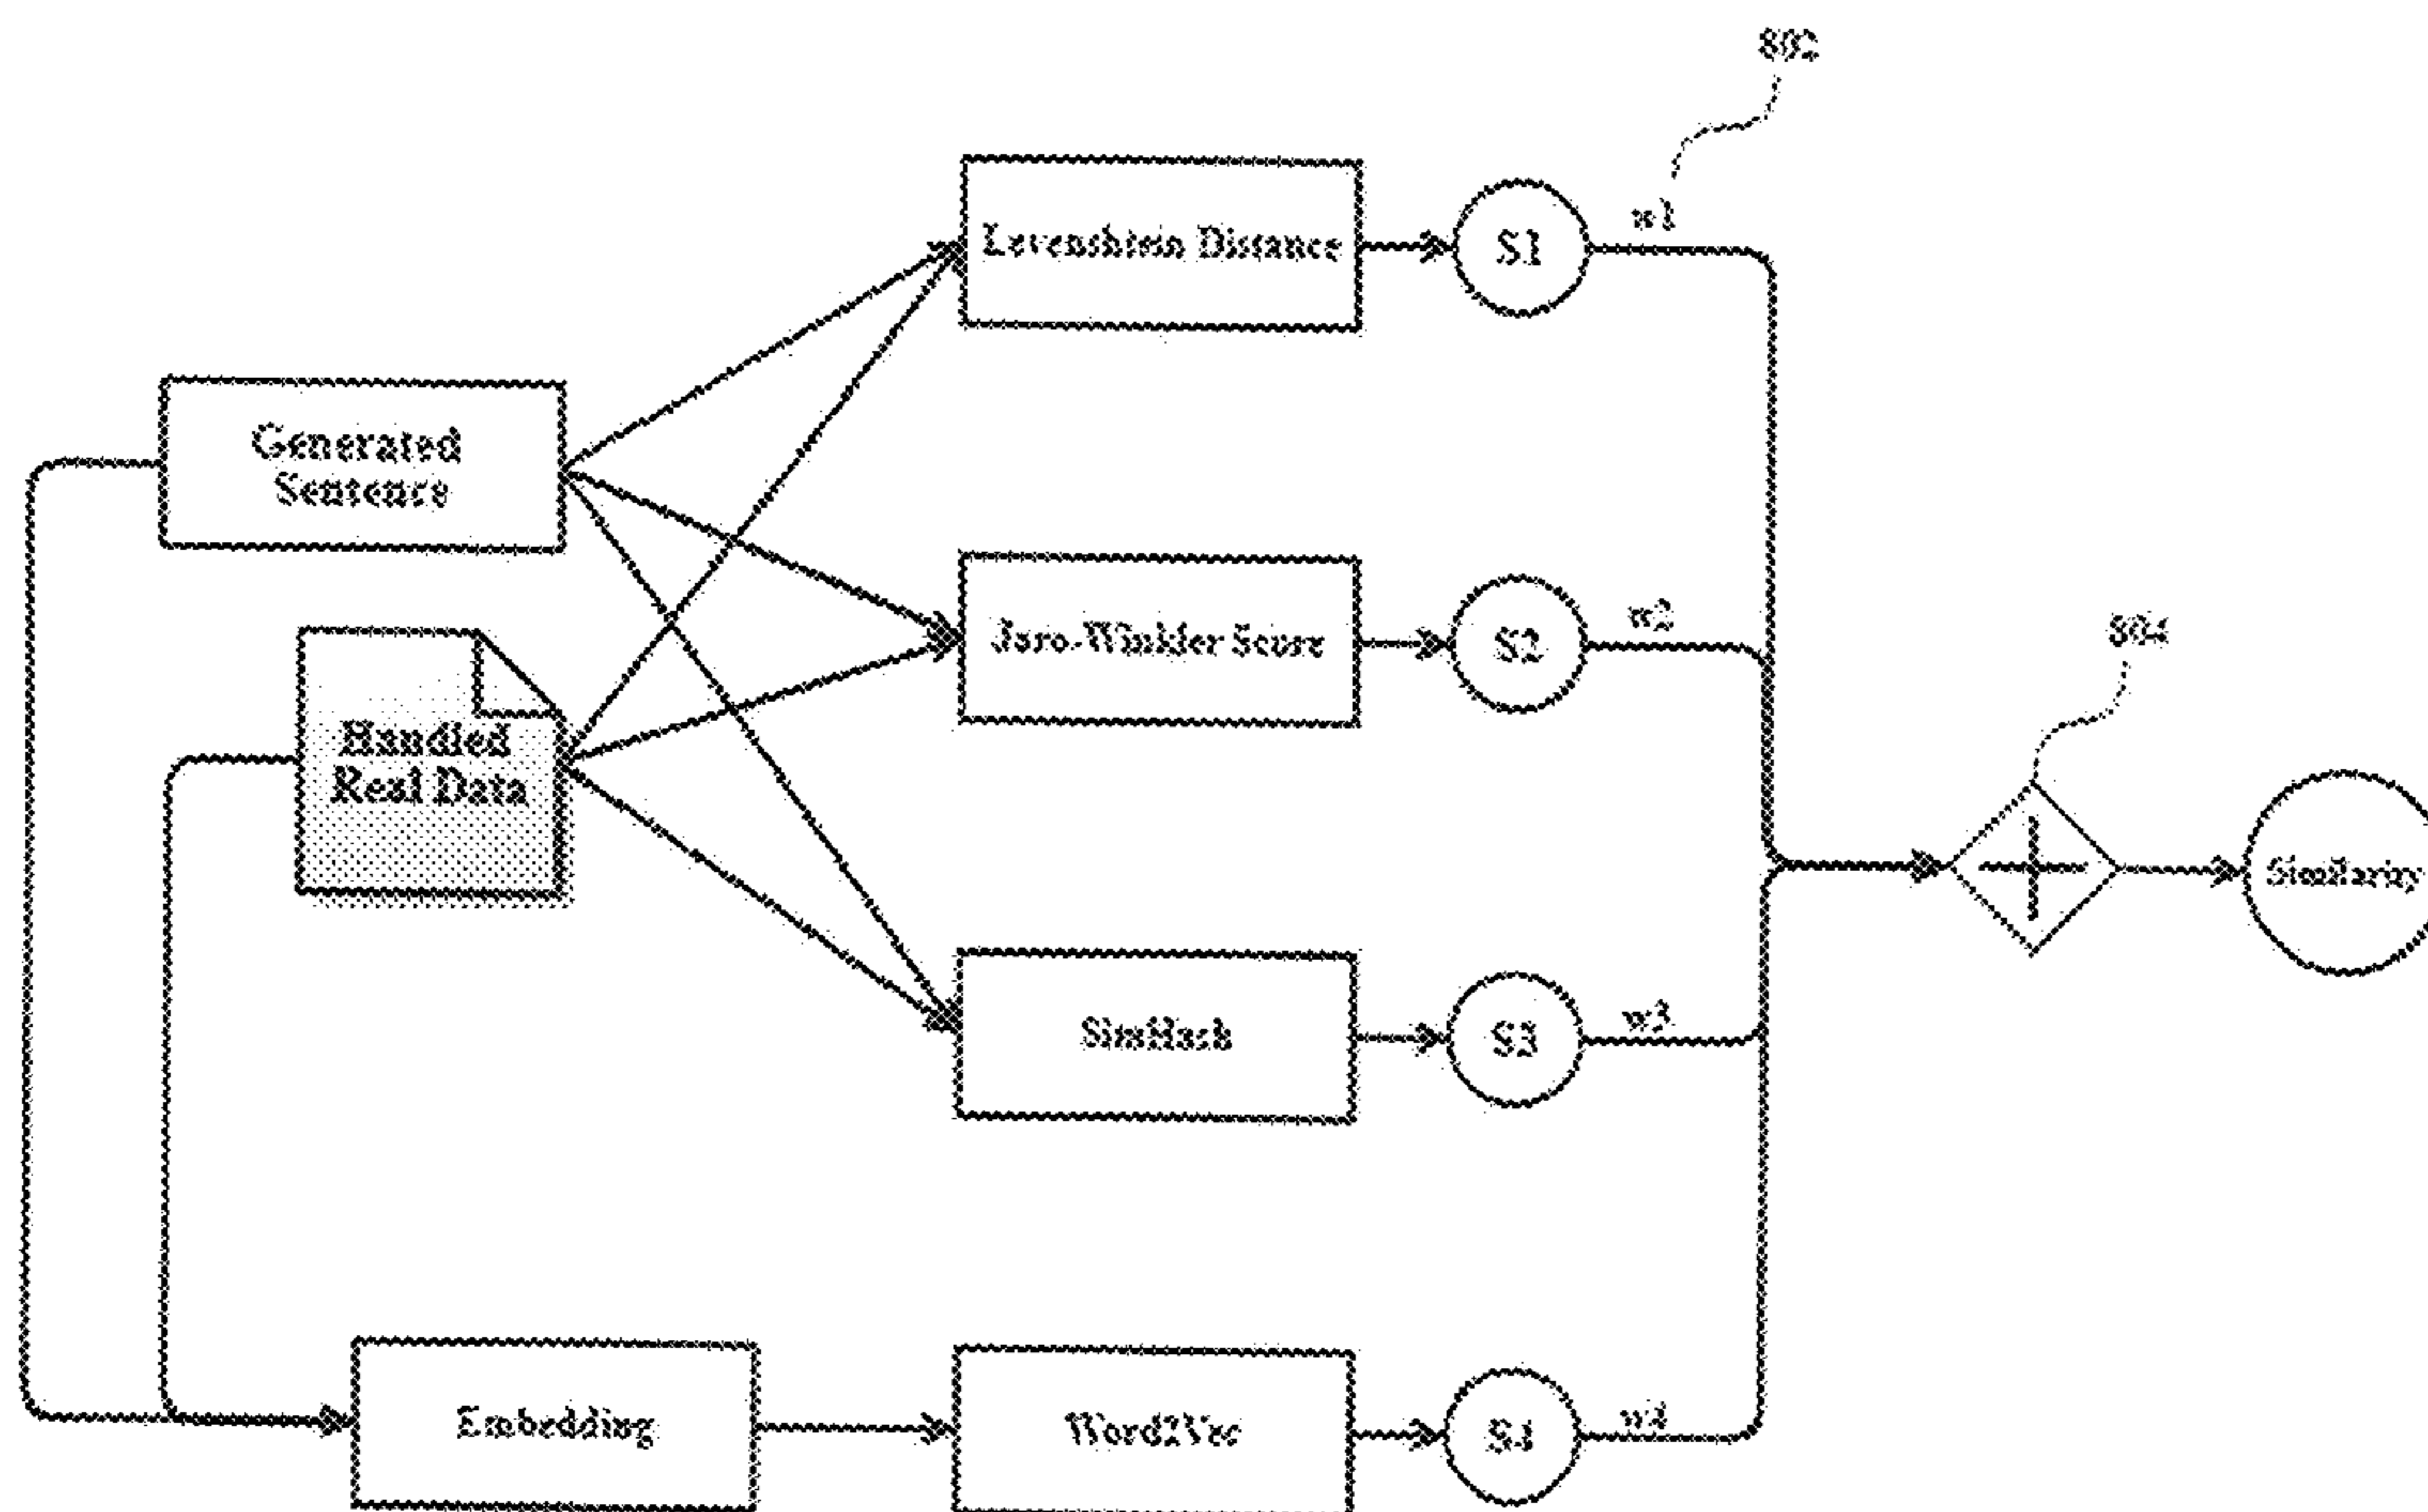 802
Levenshtein Distance
S1
w1
Generated
Sentence
Jaro-Winkler Score
S2
w2
804
Handled
Real Data
Similarity
SimHash
S3
w3
Embedding
Word2Vec
S4
w4